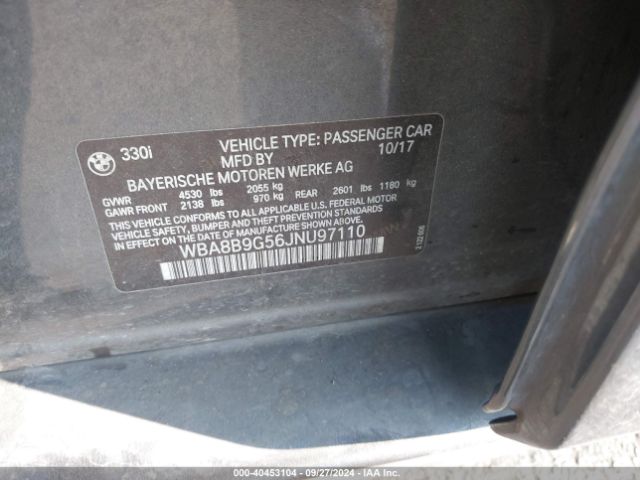 330i
VEHICLE TYPE: PASSENGER CAR
MFD BY 10/17
BAYERISCHE MOTOREN WERKE AG
GVWR 4530 lbs 2055 kg
GAWR FRONT 2138 lbs 970 kg REAR 2601 lbs 1180 kg
THIS VEHICLE CONFORMS TO ALL APPLICABLE U.S. FEDERAL MOTOR
VEHICLE SAFETY, BUMPER, AND THEFT PREVENTION STANDARDS
IN EFFECT ON THE DATE OF MANUFACTURE SHOWN ABOVE.
WBA8B9G56JNU97110
000-40453104 - 09/27/2024 - IAA Inc.